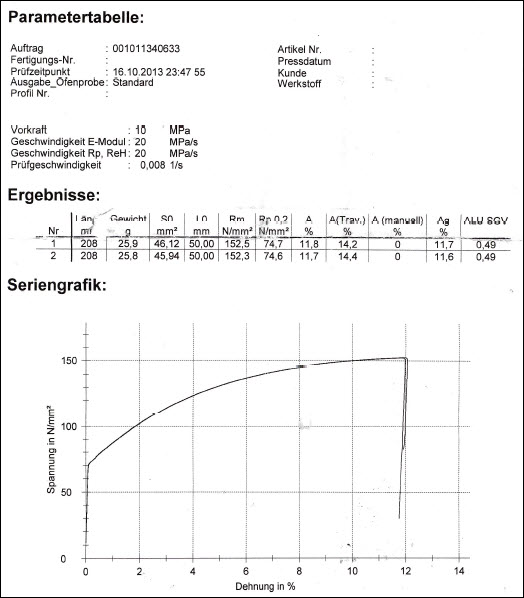 Parametertabelle:
Auftrag : 001011340633
Artikel Nr. :
Fertigungs-Nr. :
Pressdatum :
Prüfzeitpunkt : 16.10.2013 23:47 55
Kunde :
Ausgabe_Öfenprobe : Standard
Werkstoff :
Profil Nr. :
Vorkraft : 10 MPa
Geschwindigkeit E-Modul : 20 MPa/s
Geschwindigkeit Rp, ReH : 20 MPa/s
Prüfgeschwindigkeit : 0,008 1/s
Ergebnisse:
Gewicht S0 L0 Rm Rp 0,2 A A(Trav.) A (manuell) Ag
Nr g mm² mm N/mm² N/mm² % % % % %
1 208 25,9 46,12 50,00 152,5 74,7 11,8 14,2 0 11,7 0,49
2 208 25,8 45,94 50,00 152,3 74,6 11,7 14,4 0 11,6 0,49
Seriengrafik:
Spannung in N/mm²
150
100
50
0
0 2 4 6 8 10 12 14
Dehnung in %